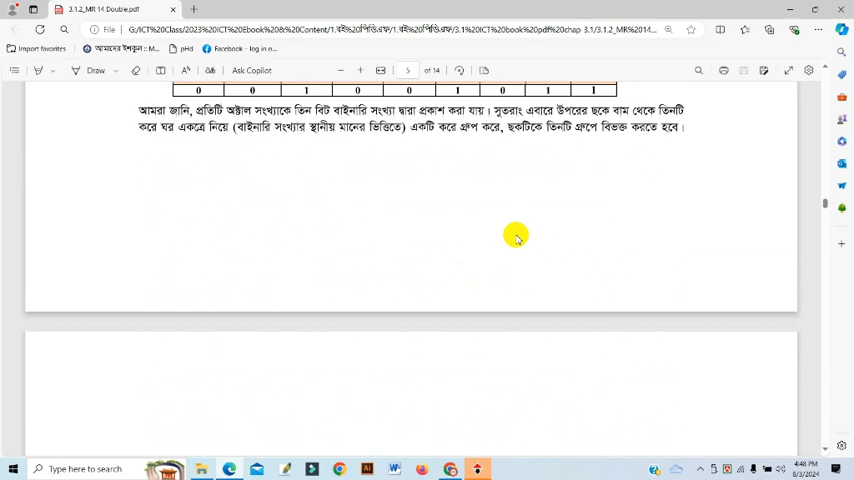 3.1.2_MR 14 Double.pdf
File | G:/ICT%20Class/2023%20ICT%20Ebook%20&%20Content/1.বই%20পিডিএফ/1.বই%20পিডিএফ/3.1%20ICT%20book%20pdf%20chap 3.1/3.1.2_MR%2014...
Import favorites আমাদের ইশকুল :: M... pHd Facebook – log in o...
Draw Ask Copilot 5 of 14
0 0 1 0 0 1 0 1 1
আমরা জানি, প্রতিটি অক্টাল সংখ্যাকে তিন বিট বাইনারি সংখ্যা দ্বারা প্রকাশ করা যায়। সুতরাং এবারে উপরের ছকে বাম থেকে তিনটি
করে ঘর একত্রে নিয়ে (বাইনারি সংখ্যার স্থানীয় মানের ভিত্তিতে) একটি করে গ্রুপ করে, ছকটিকে তিনটি গ্রুপে বিভক্ত করতে হবে।
Type here to search
4:48 PM
8/3/2024